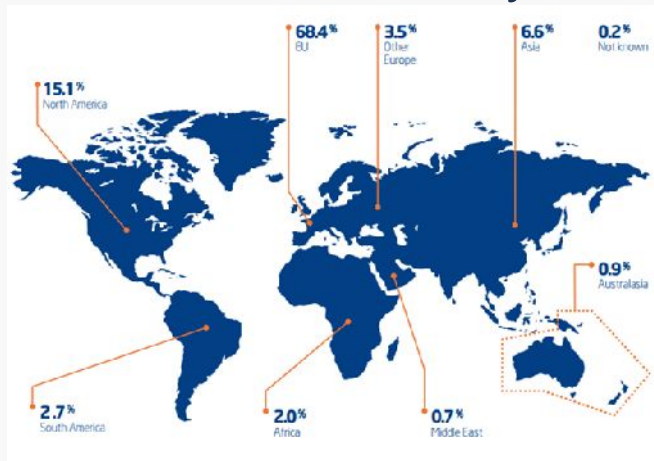 68.4%
EU
3.5%
Other
Europe
6.6%
Asia
0.2%
Not known
15.1%
North America
0.9%
Australasia
2.7%
South America
2.0%
Africa
0.7%
Middle East